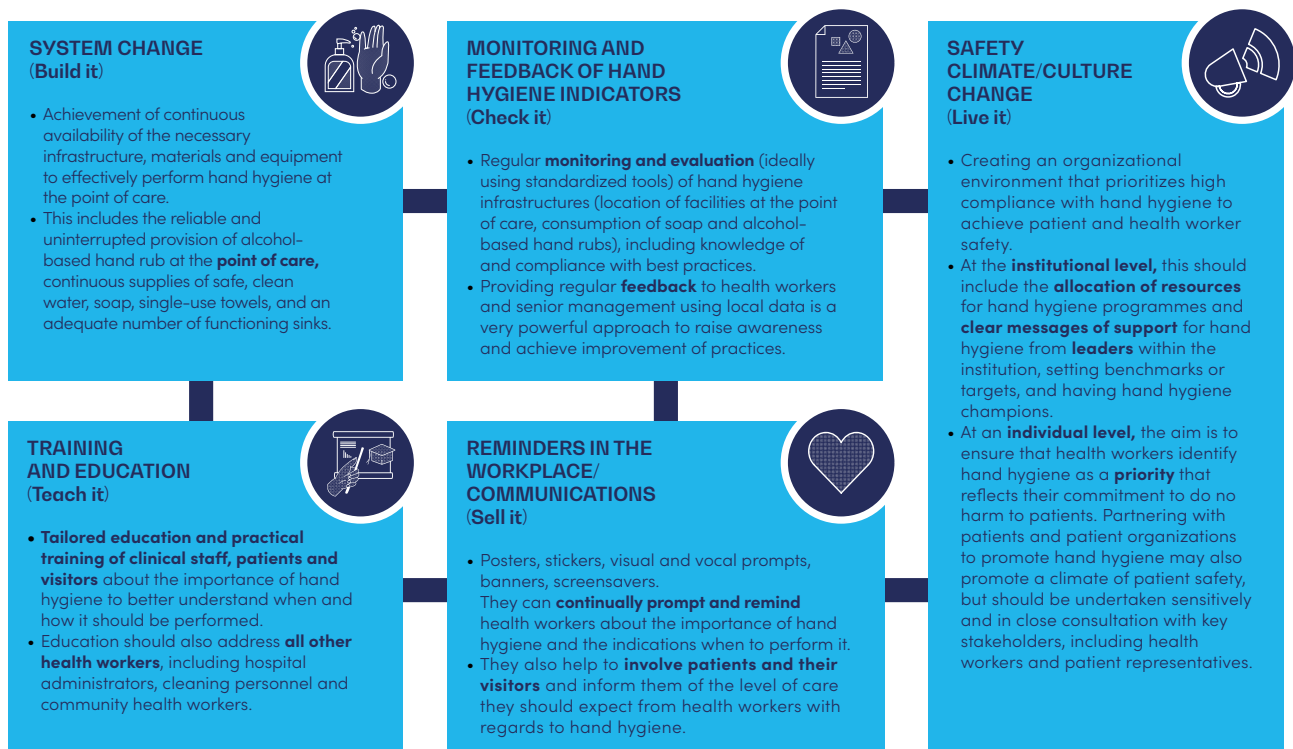 SYSTEM CHANGE
(Build it)
• Achievement of continuous
availability of the necessary
infrastructure, materials and equipment
to effectively perform hand hygiene at
the point of care.
• This includes the reliable and
uninterrupted provision of alcohol-
based hand rub at the point of care,
continuous supplies of safe, clean
water, soap, single-use towels, and an
adequate number of functioning sinks.
MONITORING AND
FEEDBACK OF HAND
HYGIENE INDICATORS
(Check it)
• Regular monitoring and evaluation (ideally
using standardized tools) of hand hygiene
infrastructures (location of facilities at the point
of care, consumption of soap and alcohol-
based hand rubs), including knowledge of
and compliance with best practices.
• Providing regular feedback to health workers
and senior management using local data is a
very powerful approach to raise awareness
and achieve improvement of practices.
SAFETY
CLIMATE/CULTURE
CHANGE
(Live it)
• Creating an organizational
environment that prioritizes high
compliance with hand hygiene to
achieve patient and health worker
safety.
• At the institutional level, this should
include the allocation of resources
for hand hygiene programmes and
clear messages of support for hand
hygiene from leaders within the
institution, setting benchmarks or
targets, and having hand hygiene
champions.
• At an individual level, the aim is to
ensure that health workers identify
hand hygiene as a priority that
reflects their commitment to do no
harm to patients. Partnering with
patients and patient organizations
to promote hand hygiene may also
promote a climate of patient safety,
but should be undertaken sensitively
and in close consultation with key
stakeholders, including health
workers and patient representatives.
TRAINING
AND EDUCATION
(Teach it)
• Tailored education and practical
training of clinical staff, patients and
visitors about the importance of hand
hygiene to better understand when and
how it should be performed.
• Education should also address all other
health workers, including hospital
administrators, cleaning personnel and
community health workers.
REMINDERS IN THE
WORKPLACE/
COMMUNICATIONS
(Sell it)
• Posters, stickers, visual and vocal prompts,
banners, screensavers.
They can continually prompt and remind
health workers about the importance of hand
hygiene and the indications when to perform it.
• They also help to involve patients and their
visitors and inform them of the level of care
they should expect from health workers with
regards to hand hygiene.